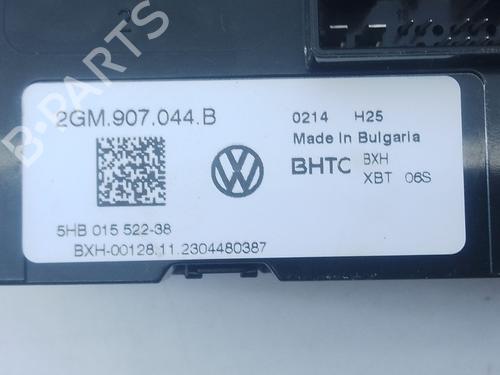 2
B-PARTS
2GM.907.044.B
0214 H25
Made In Bulgaria
BHTC BXH
XBT 06S
5HB 015 522-38
BXH-00128.11.2304480387